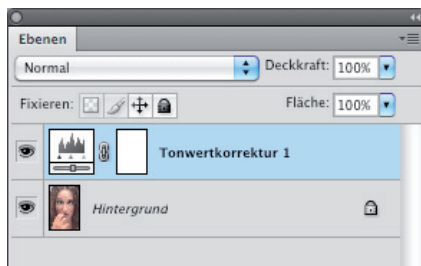 Ebenen
Normal Deckkraft: 100%
Fixieren: Fläche: 100%
Tonwertkorrektur 1
Hintergrund